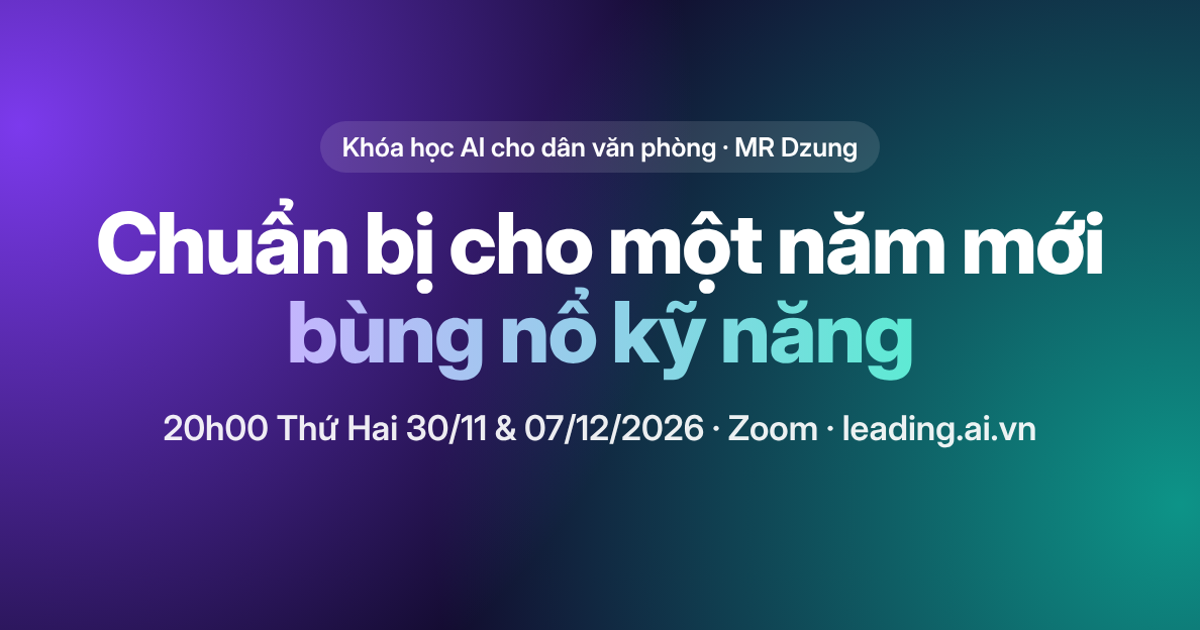 Khóa học AI cho dân văn phòng · MR Dzung
Chuẩn bị cho một năm mới
bùng nổ kỹ năng
20h00 Thứ Hai 30/11 & 07/12/2026 · Zoom · leading.ai.vn